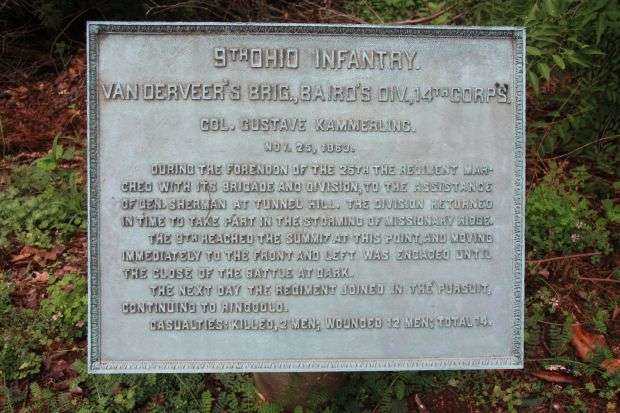 9TH OHIO INFANTRY.
VAN DERVEER'S BRIG., BAIRD'S DIV., 14TH CORPS.
COL. GUSTAVE KAMMERLING.
NOV. 25, 1863.
DURING THE FORENOON OF THE 25TH THE REGIMENT MAR-
CHED WITH ITS BRIGADE AND DIVISION, TO THE ASSISTANCE
OF GEN. SHERMAN AT TUNNEL HILL. THE DIVISION RETURNED
IN TIME TO TAKE PART IN THE STORMING OF MISSIONARY RIDGE.
THE 9TH REACHED THE SUMMIT AT THIS POINT, AND MOVING
IMMEDIATELY TO THE FRONT AND LEFT WAS ENGAGED UNTIL
THE CLOSE OF THE BATTLE AT DARK.
THE NEXT DAY THE REGIMENT JOINED IN THE PURSUIT,
CONTINUING TO RINGGOLD.
CASUALTIES: KILLED, 2 MEN; WOUNDED 12 MEN; TOTAL 14.